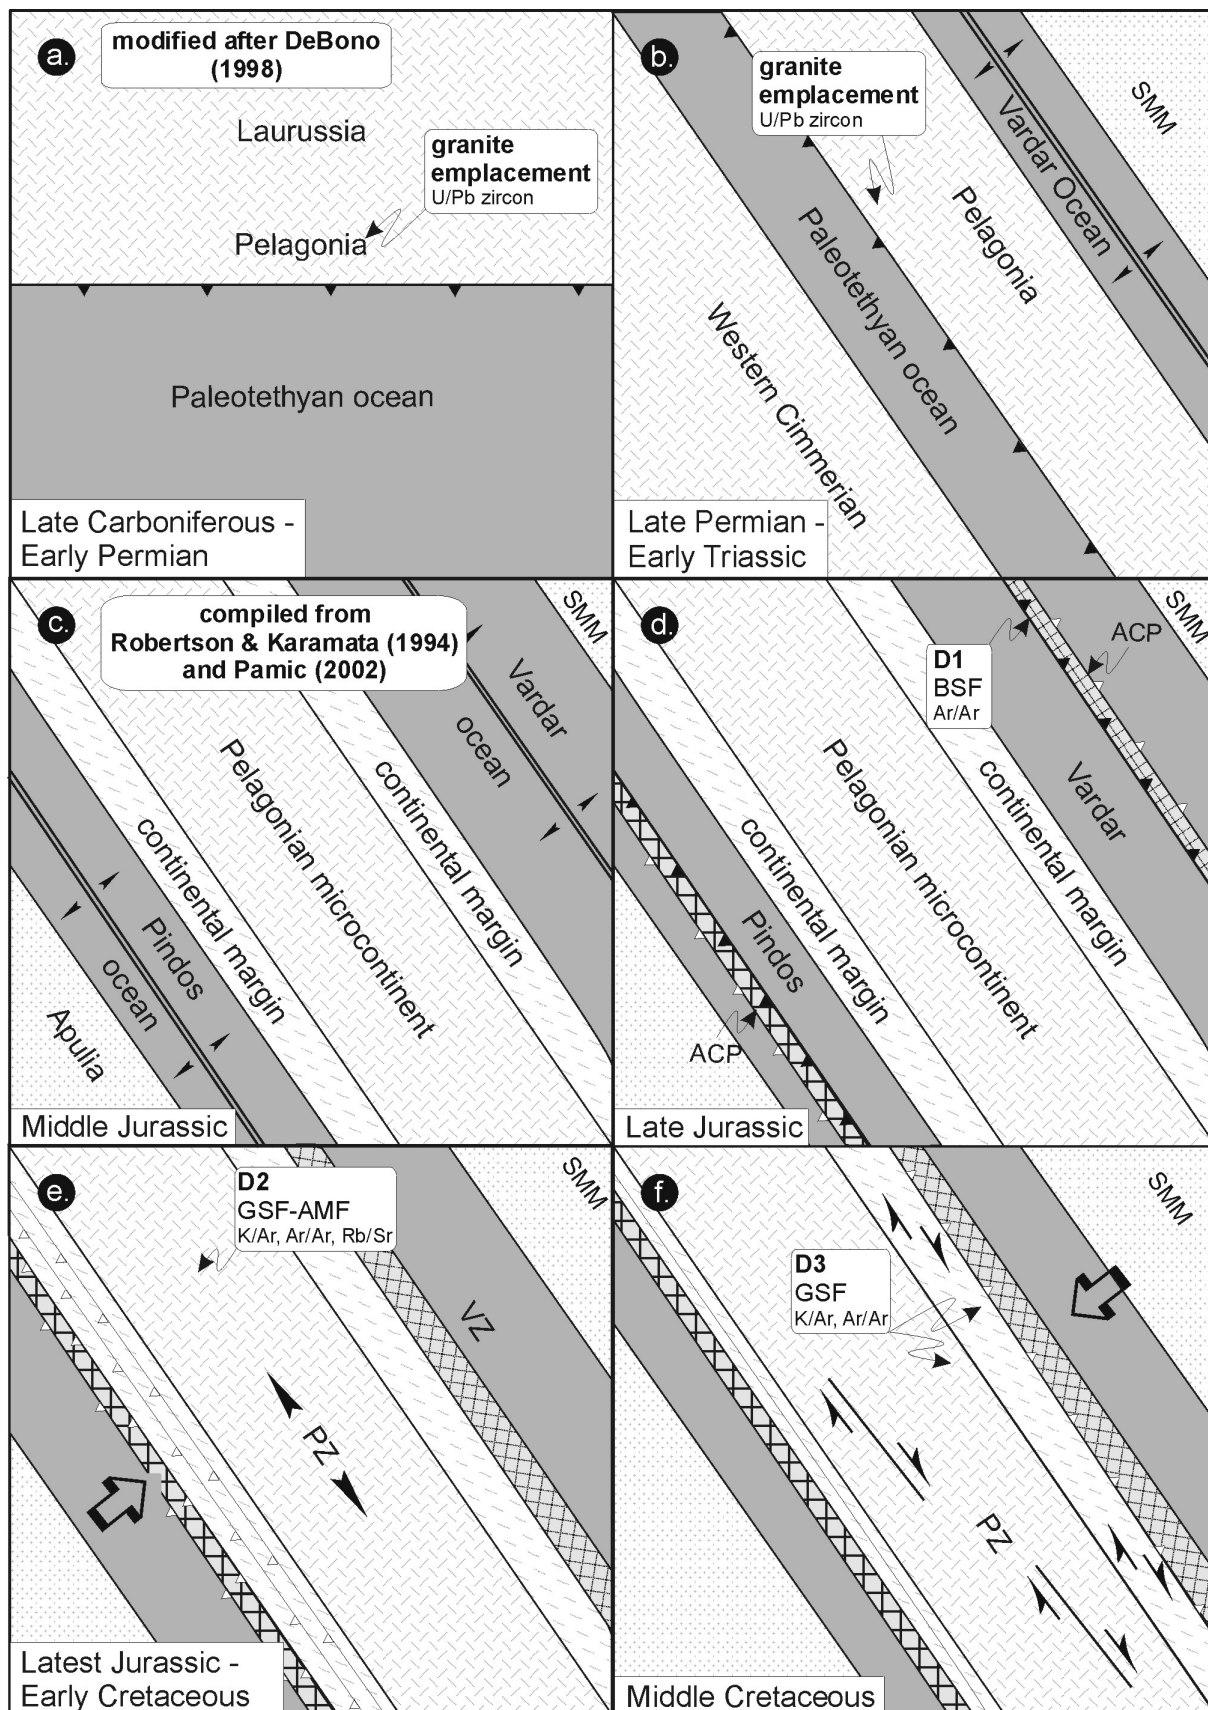 a.
modified after DeBono
(1998)
Laurussia
granite
emplacement
U/Pb zircon
Pelagonia
Paleotethyan ocean
Late Carboniferous -
Early Permian
b.
granite
emplacement
U/Pb zircon
Vardar Ocean
SMM
Pelagonia
Paleotethyan ocean
Western Cimmerian
Late Permian -
Early Triassic
c.
compiled from
Robertson & Karamata (1994)
and Pamic (2002)
SMM
Vardar
ocean
continental margin
Pelagonian microcontinent
continental margin
Pindos
ocean
Apulia
Middle Jurassic
d.
SMM
ACP
D1
BSF
Ar/Ar
Vardar
continental margin
Pelagonian microcontinent
continental margin
Pindos
ACP
Late Jurassic
e.
D2
GSF-AMF
K/Ar, Ar/Ar, Rb/Sr
SMM
VZ
PZ
Latest Jurassic -
Early Cretaceous
f.
SMM
D3
GSF
K/Ar, Ar/Ar
PZ
Middle Cretaceous